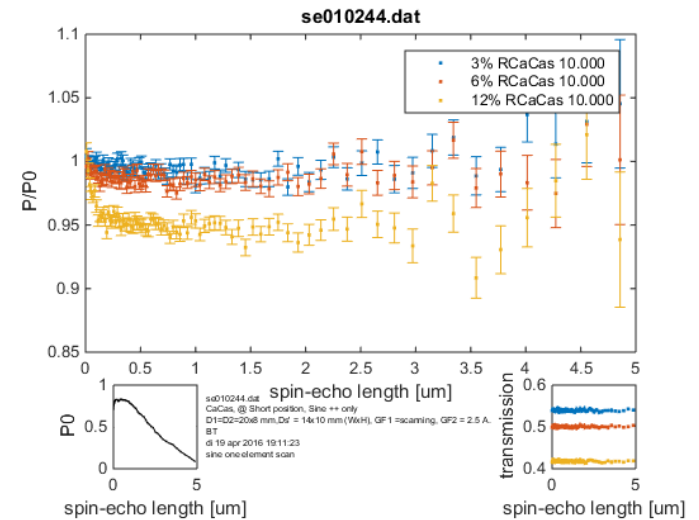 se010244.dat
1.1
1.05
1
0.95
0.9
0.85
P/P0
3% RCaCas 10.000
6% RCaCas 10.000
12% RCaCas 10.000
0 0.5 1 1.5 2 2.5 3 3.5 4 4.5 5
spin-echo length [um]
1
0.5
0
P0
0 5
spin-echo length [um]
se010244.dat
CaCas, @ Short position, Sine ++ only
D1=D2=20x8 mm,Ds' = 14x10 mm (WxH), GF1 =scanning, GF2 = 2.5 A.
BT
di 19 apr 2016 19:11:23
sine one element scan
0.6
0.5
0.4
transmission
0 5
spin-echo length [um]